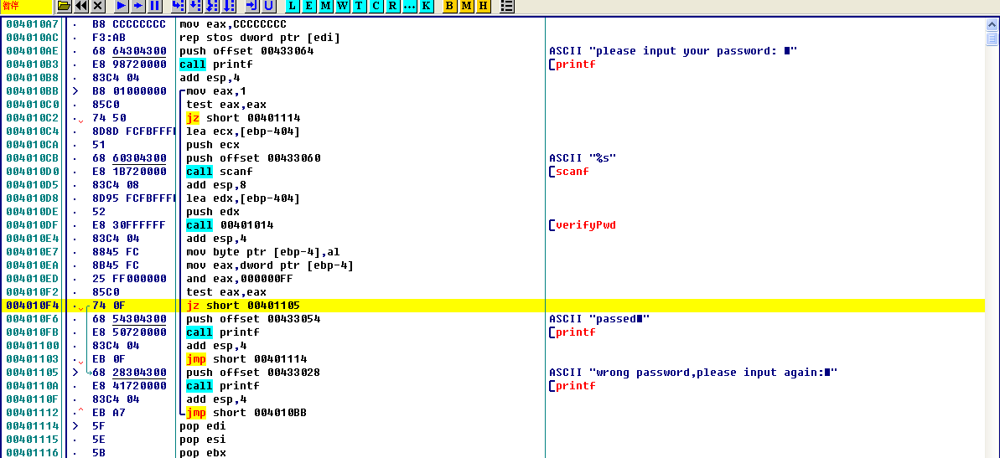 暂停 L E M W T C R ... K B M H
004010A7 · B8 CCCCCCCC mov eax,CCCCCCCC
004010AC · F3:AB rep stos dword ptr [edi]
004010AE · 68 64304300 push offset 00433064 ASCII "please input your password: ■"
004010B3 · E8 98720000 call printf [printf
004010B8 · 83C4 04 add esp,4
004010BB > B8 01000000 mov eax,1
004010C0 · 85C0 test eax,eax
004010C2 · 74 50 jz short 00401114
004010C4 · 8D8D FCFBFFFF lea ecx,[ebp-404]
004010CA · 51 push ecx
004010CB · 68 60304300 push offset 00433060 ASCII "%s"
004010D0 · E8 1B720000 call scanf [scanf
004010D5 · 83C4 08 add esp,8
004010D8 · 8D95 FCFBFFFF lea edx,[ebp-404]
004010DE · 52 push edx
004010DF · E8 30FFFFFF call 00401014 [verifyPwd
004010E4 · 83C4 04 add esp,4
004010E7 · 8845 FC mov byte ptr [ebp-4],al
004010EA · 8B45 FC mov eax,dword ptr [ebp-4]
004010ED · 25 FF000000 and eax,000000FF
004010F2 · 85C0 test eax,eax
004010F4 · 74 0F jz short 00401105
004010F6 · 68 54304300 push offset 00433054 ASCII "passed■"
004010FB · E8 50720000 call printf [printf
00401100 · 83C4 04 add esp,4
00401103 · EB 0F jmp short 00401114
00401105 > 68 28304300 push offset 00433028 ASCII "wrong password,please input again:■"
0040110A · E8 41720000 call printf [printf
0040110F · 83C4 04 add esp,4
00401112 · EB A7 jmp short 004010BB
00401114 > 5F pop edi
00401115 · 5E pop esi
00401116 · 5B pop ebx